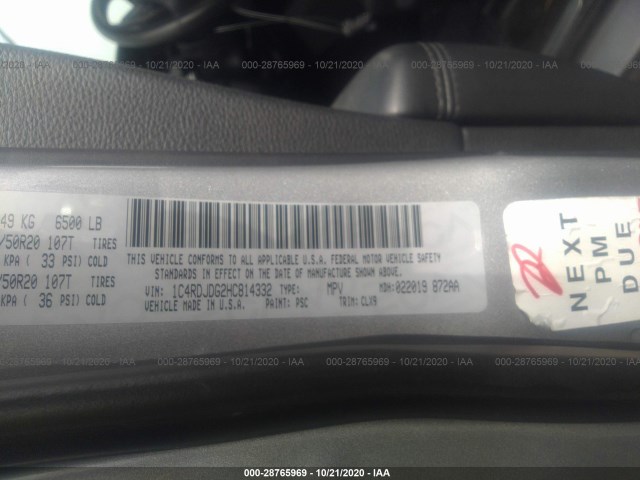 000-28765969 - 10/21/2020 - IAA
49 KG 6500 LB
/50R20 107T TIRES
KPA ( 33 PSI) COLD
/50R20 107T TIRES
KPA ( 36 PSI) COLD
THIS VEHICLE CONFORMS TO ALL APPLICABLE U.S.A. FEDERAL MOTOR VEHICLE SAFETY
STANDARDS IN EFFECT ON THE DATE OF MANUFACTURE SHOWN ABOVE.
VIN: 1C4RDJDG2HC814332 TYPE: MPV MDH: 022019 872AA
VEHICLE MADE IN U.S.A. PAINT: PSC TRIM: CLX9
NEXT
PM
DUE
000-28765969 - 10/21/2020 - IAA